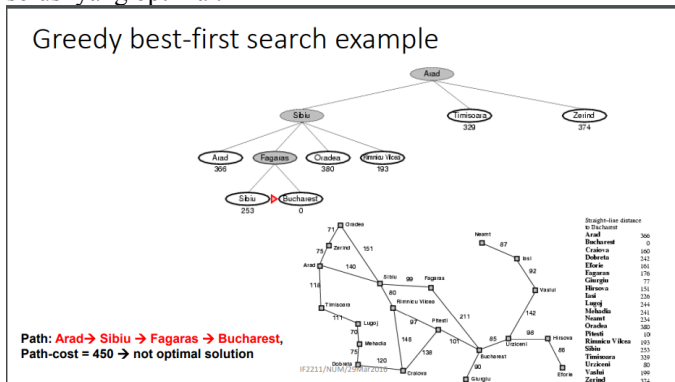 Greedy best-first search example
Arad
Sibiu
Timisoara
329
Zerind
374
Arad
366
Fagaras
Oradea
380
Rimnicu Vilcea
193
Sibiu
253
Bucharest
0
71
Oradea
75
Zerind
151
Arad
140
118
Sibiu
99
Fagaras
80
Rimnicu Vilcea
Timisoara
111
Lugoj
70
Mehadia
75
Dobreta
120
Craiova
146
97
Pitesti
138
101
211
Bucharest
90
Giurgiu
85
Urziceni
98
Hirsova
86
Eforie
142
Vaslui
92
Iasi
87
Neamt
Straight-line distance
to Bucharest
Arad 366
Bucharest 0
Craiova 160
Dobreta 242
Eforie 161
Fagaras 176
Giurgiu 77
Hirsova 151
Iasi 226
Lugoj 244
Mehadia 241
Neamt 234
Oradea 380
Pitesti 10
Rimnicu Vilcea 193
Sibiu 253
Timisoara 329
Urziceni 80
Vaslui 199
Zerind 374
Path: Arad→ Sibiu → Fagaras → Bucharest,
Path-cost = 450 → not optimal solution
IF2211/NUM/29Mar2016